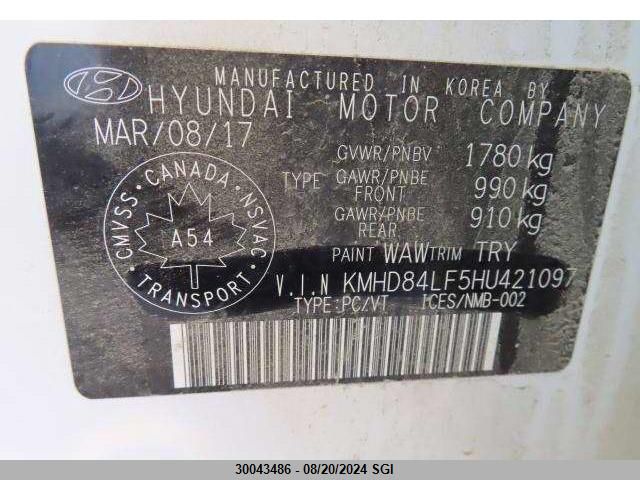 MANUFACTURED IN KOREA BY
HYUNDAI MOTOR COMPANY
MAR/08/17
GVWR/PNBV 1780 kg
TYPE GAWR/PNBE FRONT 990 kg
GAWR/PNBE REAR 910 kg
PAINT WAW TRIM TRY
V.I.N KMHD84LF5HU421097
TYPE:PC/VT ICES/NMB-002
CMVSS · CANADA · NSVAC
A54
TRANSPORT
30043486 - 08/20/2024 SGI